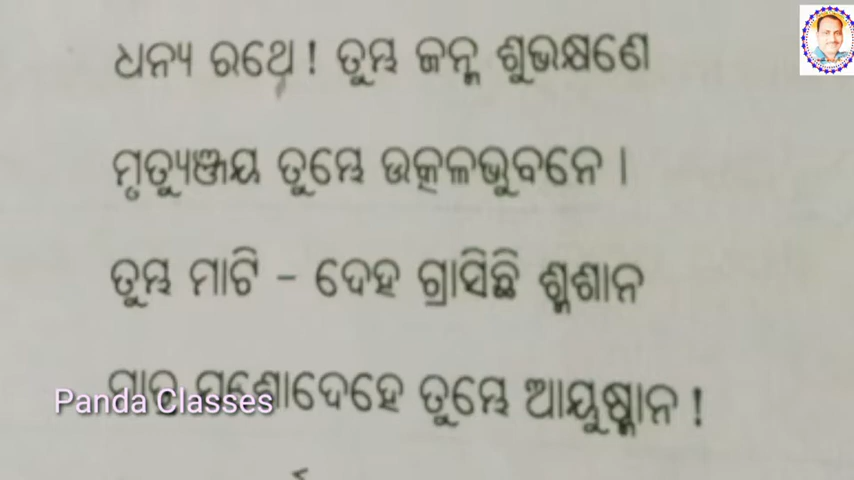 ଧନ୍ୟ ରଥେ! ତୁମ୍ଭ ଜନ୍ମ ଶୁଭକ୍ଷଣେ
ମୃତ୍ୟୁଞ୍ଜୟ ତୁମ୍ଭେ ଉତ୍କଳଭୁବନେ ।
ତୁମ୍ଭ ମାଟି - ଦେହ ଗ୍ରାସିଛି ଶ୍ମଶାନ
ତୁମ୍ଭେ ଆୟୁଷ୍ମାନ !
Panda Classes